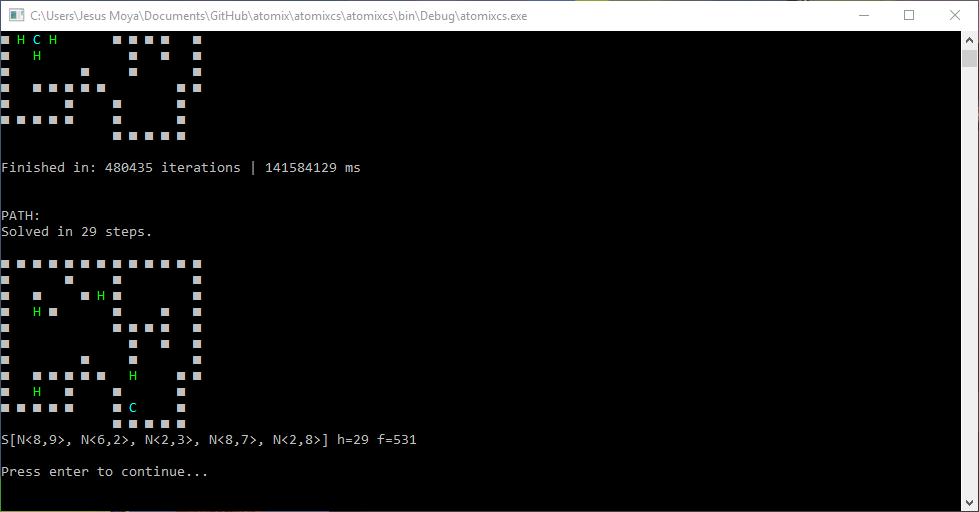 C:\Users\Jesus Moya\Documents\GitHub\atomix\atomixcs\atomixcs\bin\Debug\atomixcs.exe
■ H C H       ■ ■ ■ ■   ■
■   H           ■   ■   ■
■         ■     ■       ■
■   ■ ■ ■ ■ ■         ■ ■
■       ■     ■       ■
■ ■ ■ ■ ■     ■       ■
              ■ ■ ■ ■ ■
Finished in: 480435 iterations | 141584129 ms
PATH:
Solved in 29 steps.
■ ■ ■ ■ ■ ■ ■ ■ ■ ■ ■ ■ ■
■       ■     ■         ■
■   ■     ■ H ■         ■
■   H ■       ■     ■   ■
■             ■ ■ ■ ■   ■
■               ■   ■   ■
■         ■     ■       ■
■   ■ ■ ■ ■ ■   H     ■ ■
■   H   ■     ■       ■
■ ■ ■ ■ ■     ■ C     ■
              ■ ■ ■ ■ ■
S[N<8,9>, N<6,2>, N<2,3>, N<8,7>, N<2,8>] h=29 f=531
Press enter to continue...